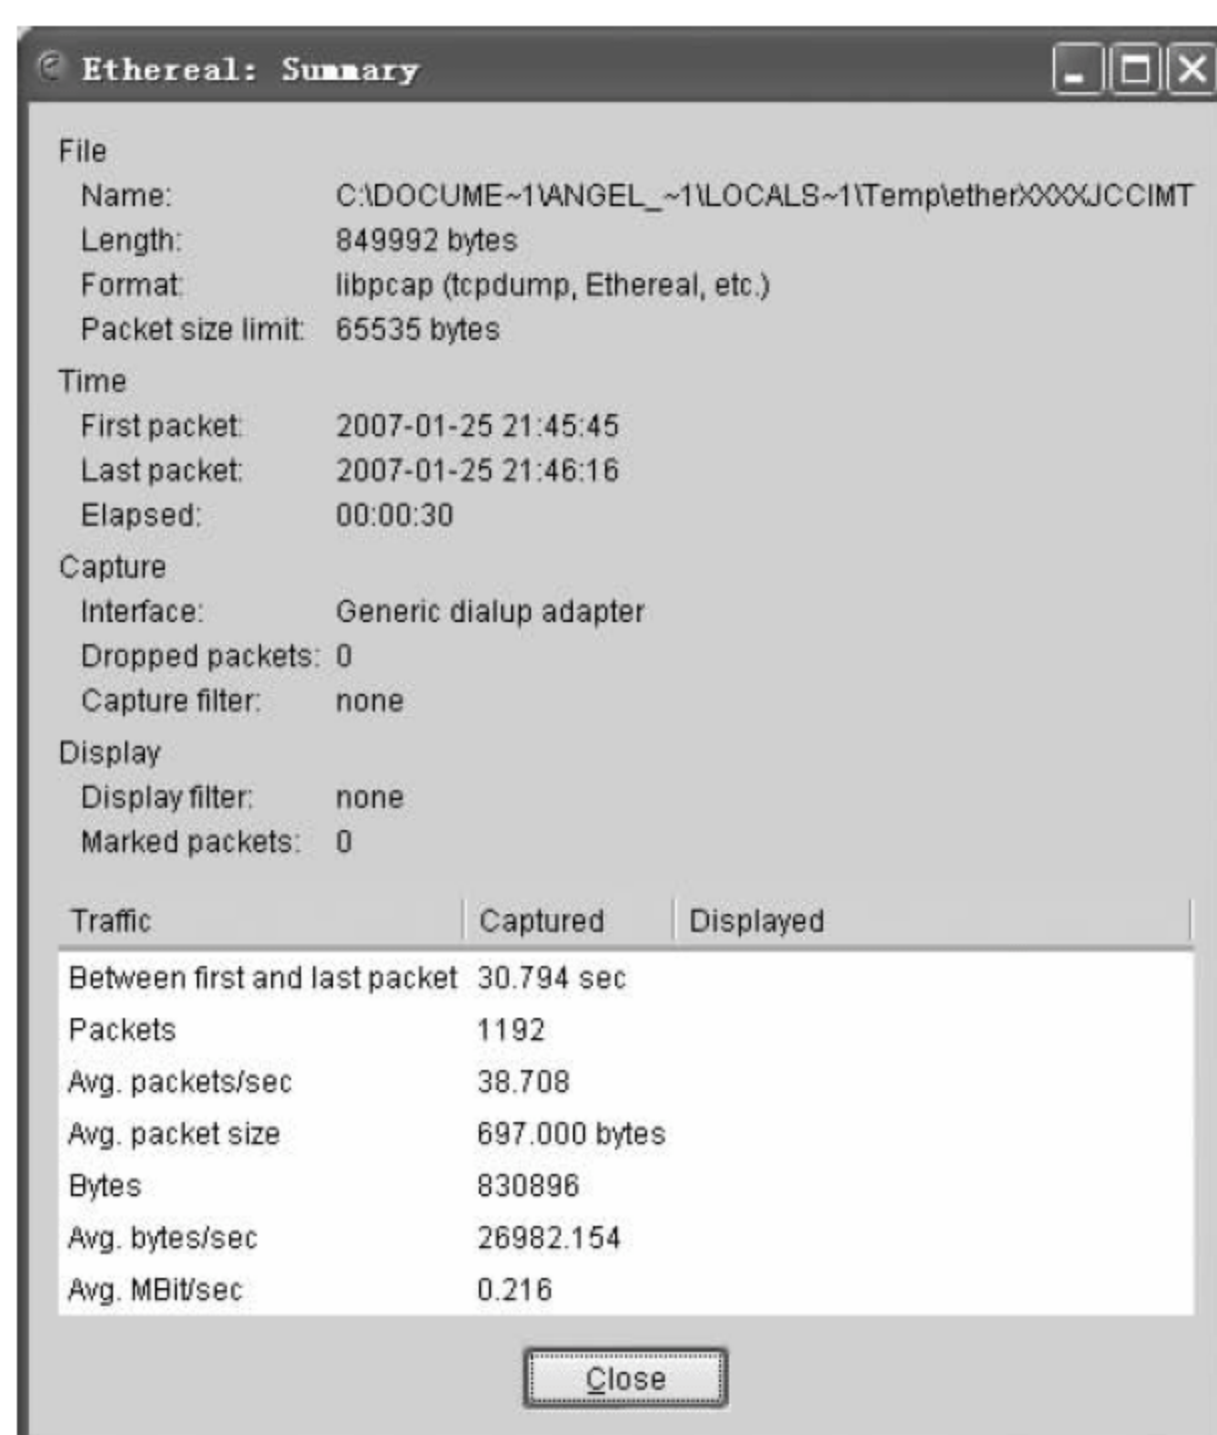 Ethereal: Summary
File
Name: C:\DOCUME~1\ANGEL_~1\LOCALS~1\Temp\etherXXXXJCCIMT
Length: 849992 bytes
Format: libpcap (tcpdump, Ethereal, etc.)
Packet size limit: 65535 bytes
Time
First packet: 2007-01-25 21:45:45
Last packet: 2007-01-25 21:46:16
Elapsed: 00:00:30
Capture
Interface: Generic dialup adapter
Dropped packets: 0
Capture filter: none
Display
Display filter: none
Marked packets: 0
Traffic Captured Displayed
Between first and last packet 30.794 sec
Packets 1192
Avg. packets/sec 38.708
Avg. packet size 697.000 bytes
Bytes 830896
Avg. bytes/sec 26982.154
Avg. MBit/sec 0.216
Close